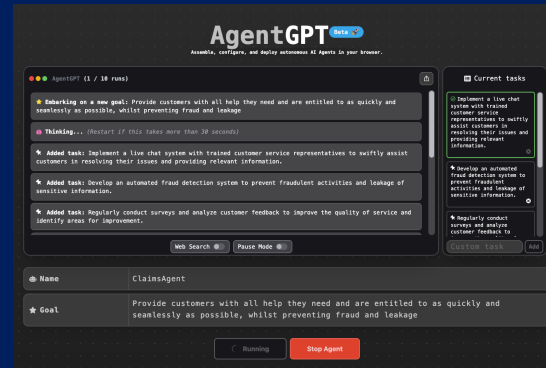 AgentGPT Beta 🚀
Assemble, configure, and deploy autonomous AI Agents in your browser.
AgentGPT (1 / 10 runs)
Embarking on a new goal: Provide customers with all help they need and are entitled to as quickly and
seamlessly as possible, whilst preventing fraud and leakage
Thinking... (Restart if this takes more than 30 seconds)
Added task: Implement a live chat system with trained customer service representatives to swiftly assist
customers in resolving their issues and providing relevant information.
Added task: Develop an automated fraud detection system to prevent fraudulent activities and leakage of
sensitive information.
Added task: Regularly conduct surveys and analyze customer feedback to improve the quality of service and
identify areas for improvement.
Web Search
Pause Mode
Current tasks
Implement a live chat
system with trained
customer service
representatives to swiftly
assist customers in
resolving their issues and
providing relevant
information.
Develop an automated
fraud detection system to
prevent fraudulent
activities and leakage of
sensitive information.
Regularly conduct
surveys and analyze
customer feedback to
Custom task
Add
Name
ClaimsAgent
Goal
Provide customers with all help they need and are entitled to as quickly and
seamlessly as possible, whilst preventing fraud and leakage
Running
Stop Agent